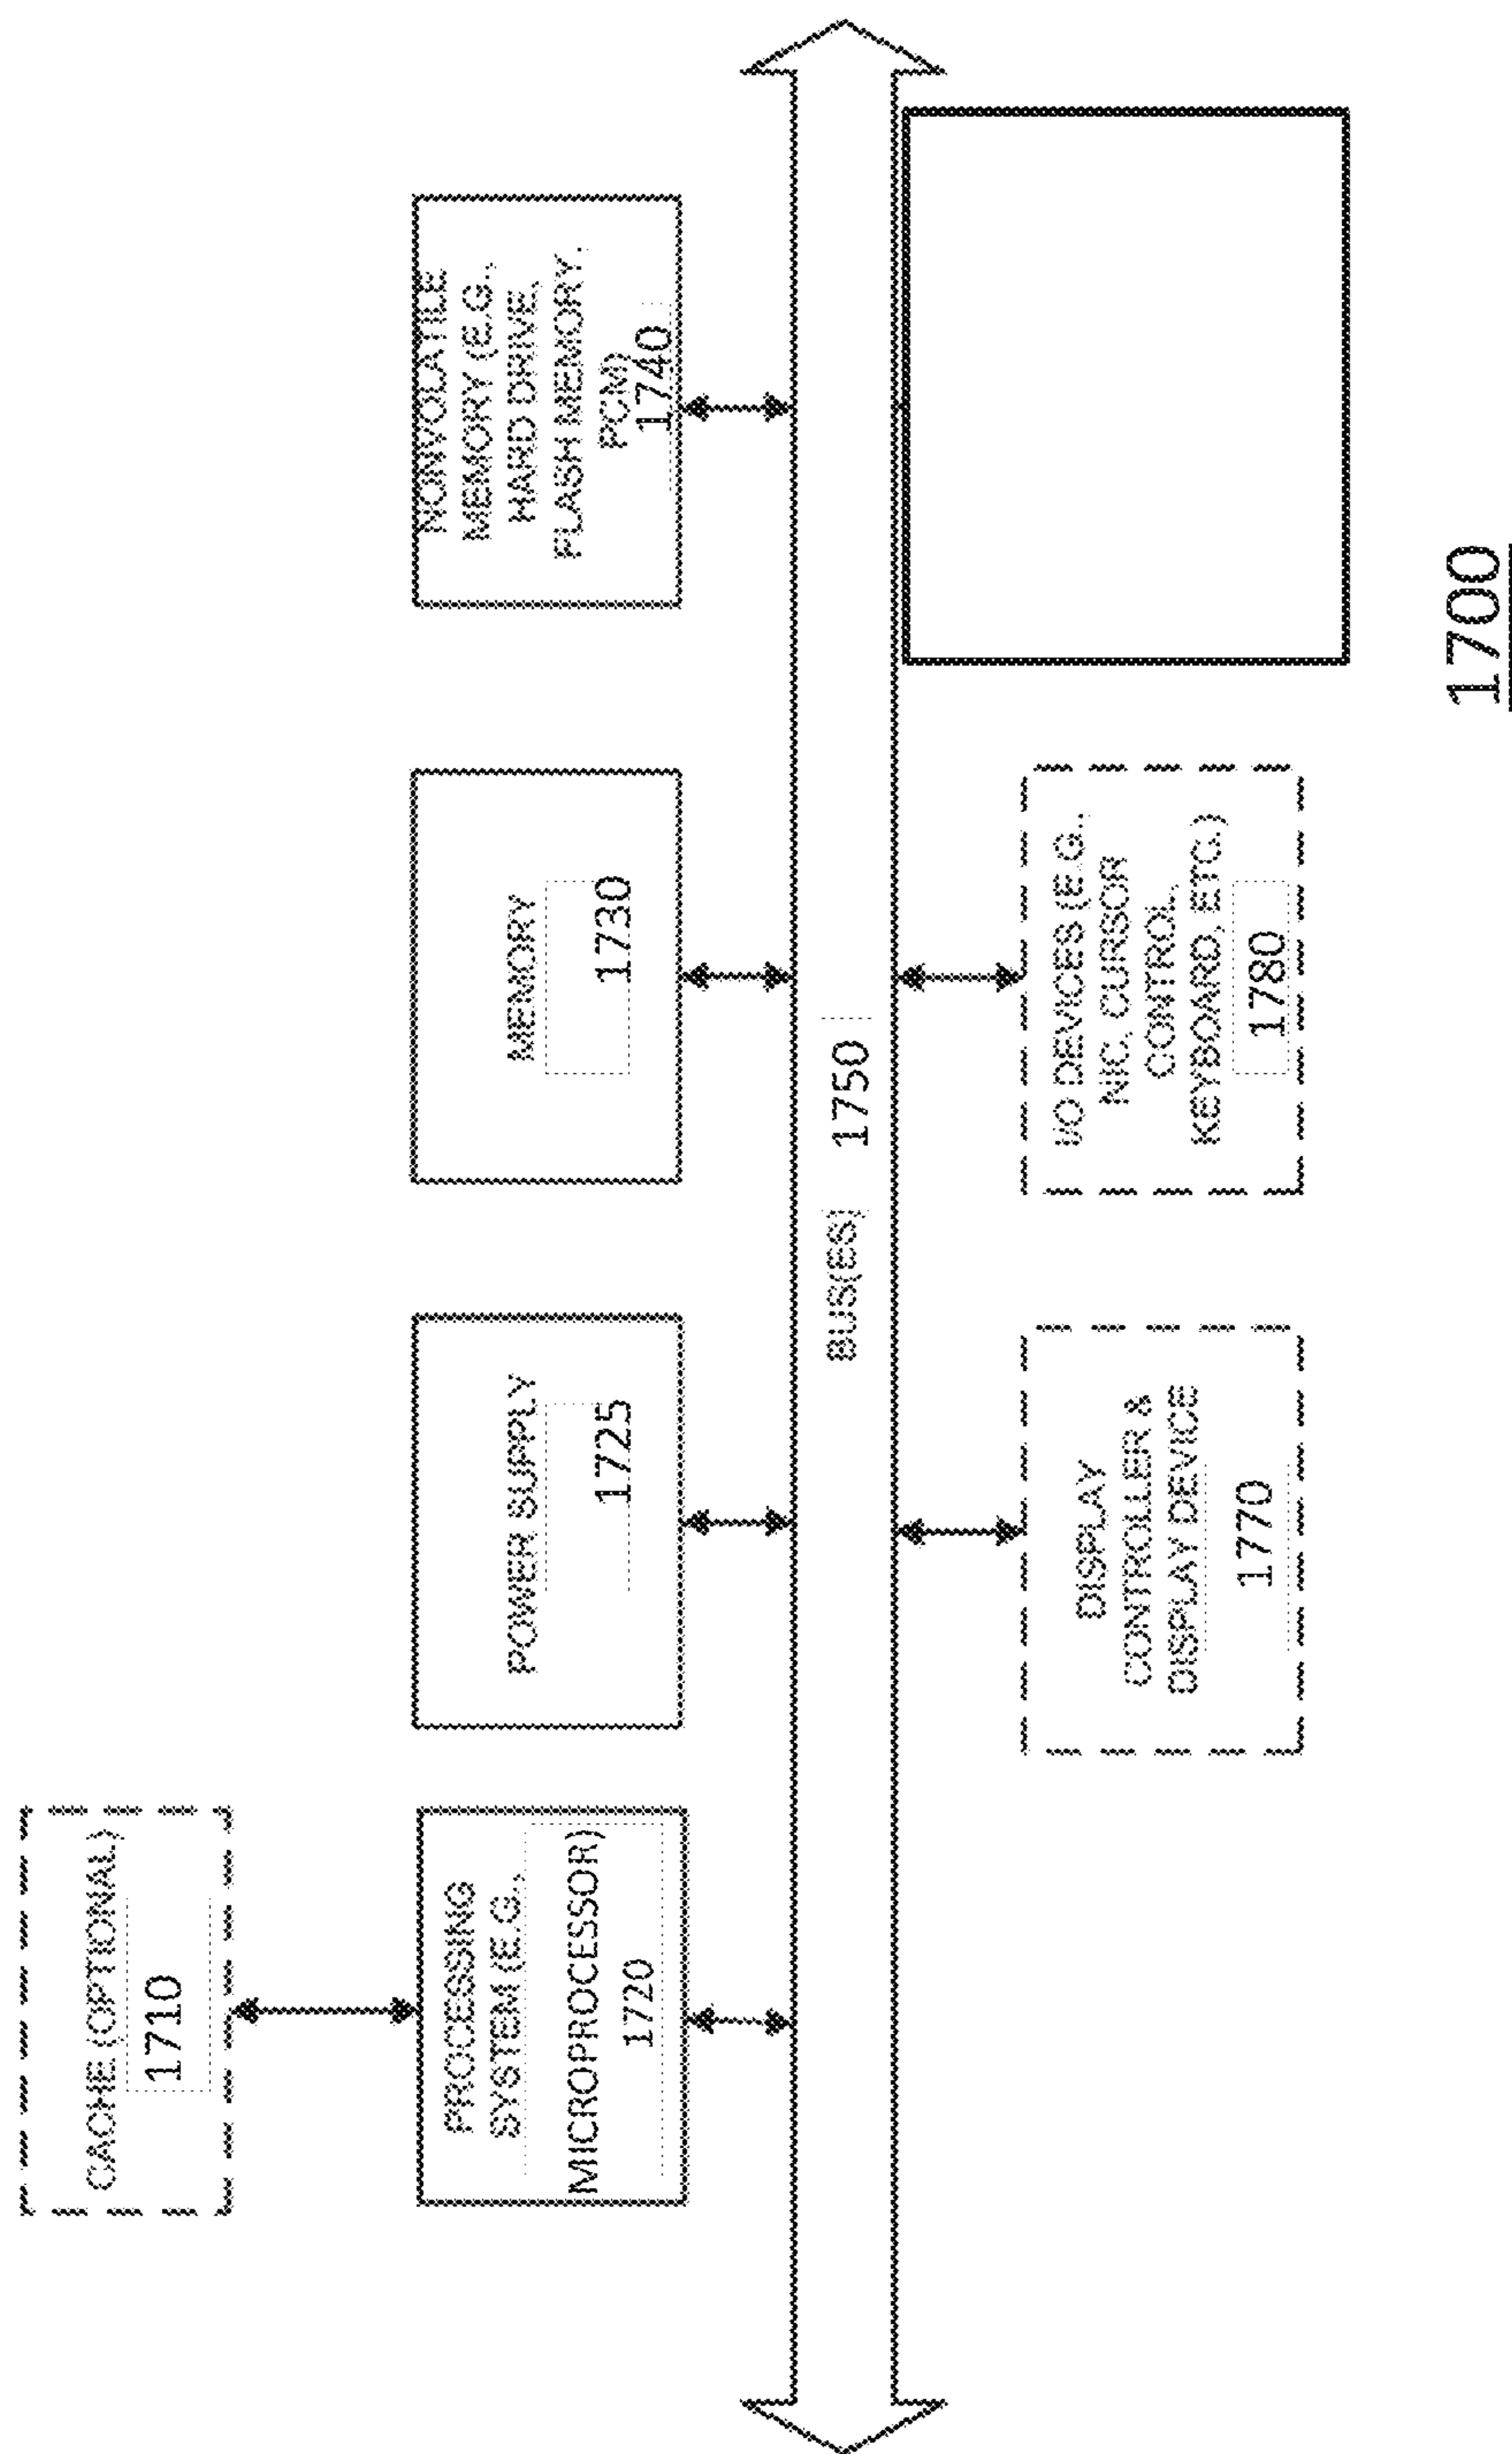 CACHE (OPTIONAL)
1710
PROCESSING
SYSTEM (E.G.,
MICROPROCESSOR)
1720
POWER SUPPLY
1725
MEMORY
1730
NONVOLATILE
MEMORY (E.G.,
HARD DRIVE,
FLASH MEMORY,
PCM)
1740
BUS(ES)
1750
DISPLAY
CONTROLLER &
DISPLAY DEVICE
1770
I/O DEVICES (E.G.,
NIC, CURSOR
CONTROL,
KEYBOARD, ETC.)
1780
1700